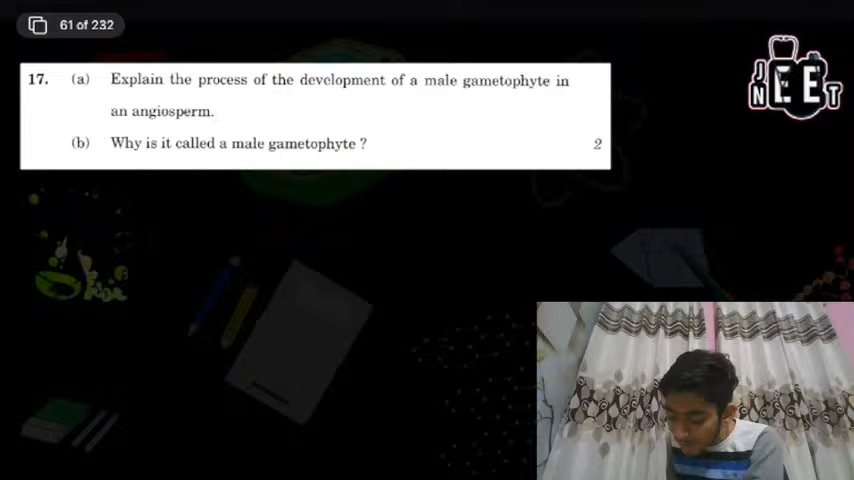 61 of 232
17. (a) Explain the process of the development of a male gametophyte in
an angiosperm.
(b) Why is it called a male gametophyte ? 2
J
NEET